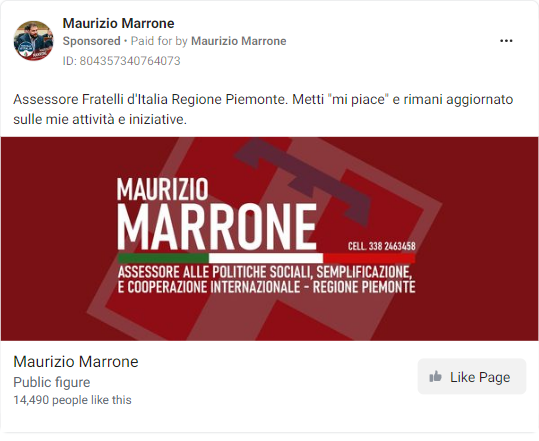 Maurizio Marrone
Sponsored • Paid for by Maurizio Marrone
ID: 804357340764073
Assessore Fratelli d'Italia Regione Piemonte. Metti "mi piace" e rimani aggiornato
sulle mie attività e iniziative.
MAURIZIO
MARRONE
CELL. 338 2463458
ASSESSORE ALLE POLITICHE SOCIALI, SEMPLIFICAZIONE,
E COOPERAZIONE INTERNAZIONALE - REGIONE PIEMONTE
Maurizio Marrone
Public figure
14,490 people like this
Like Page